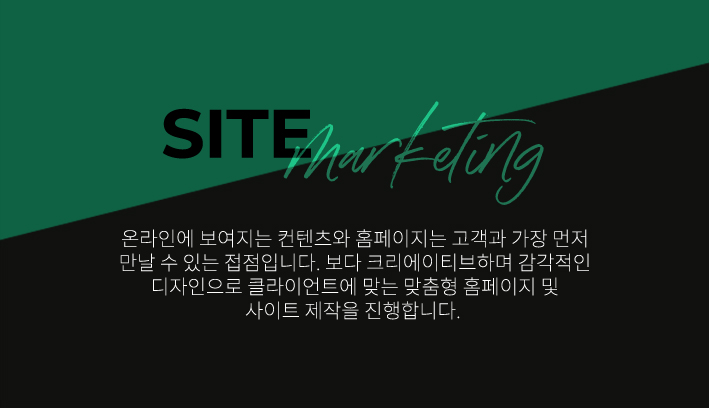 SITE marketing
온라인에 보여지는 컨텐츠와 홈페이지는 고객과 가장 먼저
만날 수 있는 접점입니다. 보다 크리에이티브하며 감각적인
디자인으로 클라이언트에 맞는 맞춤형 홈페이지 및
사이트 제작을 진행합니다.